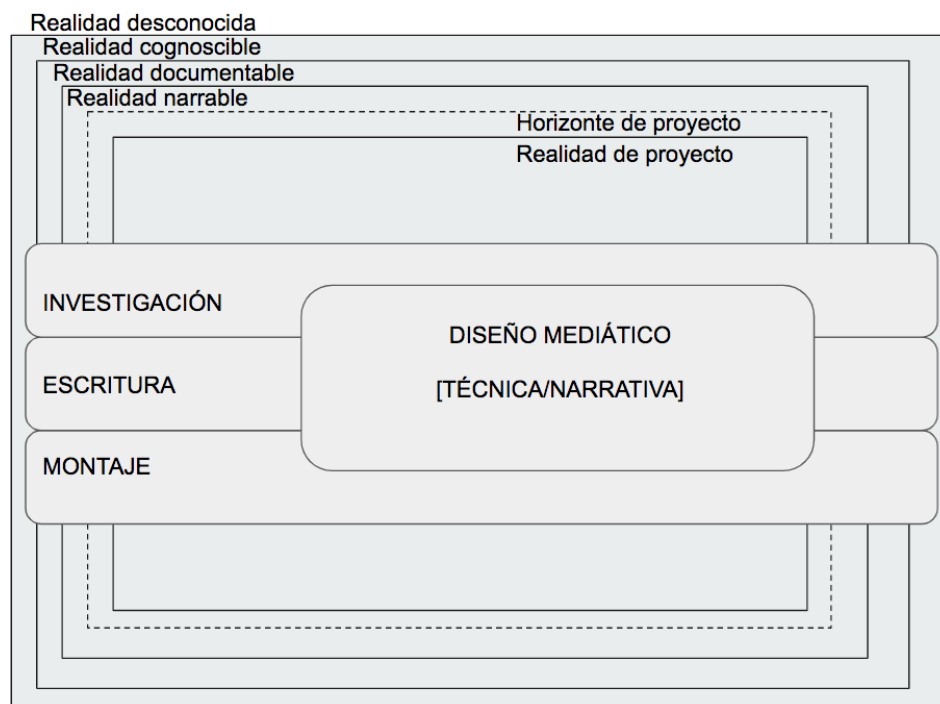 Realidad desconocida
Realidad cognoscible
Realidad documentable
Realidad narrable
Horizonte de proyecto
Realidad de proyecto
INVESTIGACIÓN
DISEÑO MEDIÁTICO
[TÉCNICA/NARRATIVA]
ESCRITURA
MONTAJE